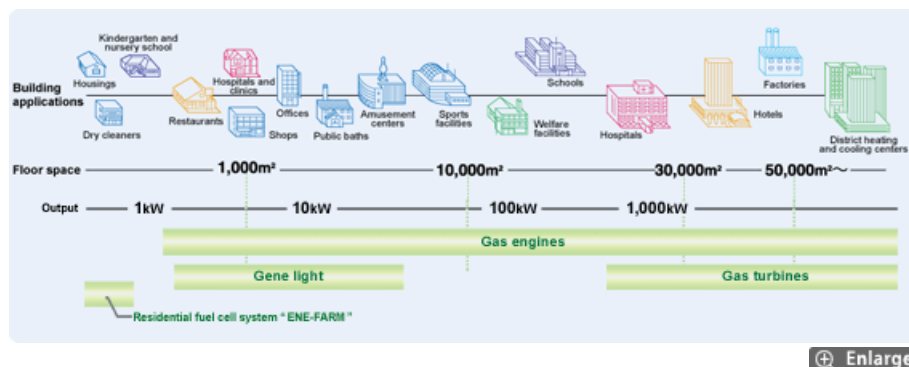 Kindergarten and
nursery school
Housings
Dry cleaners
Building
applications
Restaurants
Hospitals and
clinics
Shops
Offices
Public baths
Amusement
centers
Sports
facilities
Schools
Welfare
facilities
Hospitals
Hotels
Factories
District heating
and cooling centers
Floor space 1,000m² 10,000m² 30,000m² 50,000m²~
Output 1kW 10kW 100kW 1,000kW
Gas engines
Gene light Gas turbines
Residential fuel cell system “ENE-FARM”
Enlarge